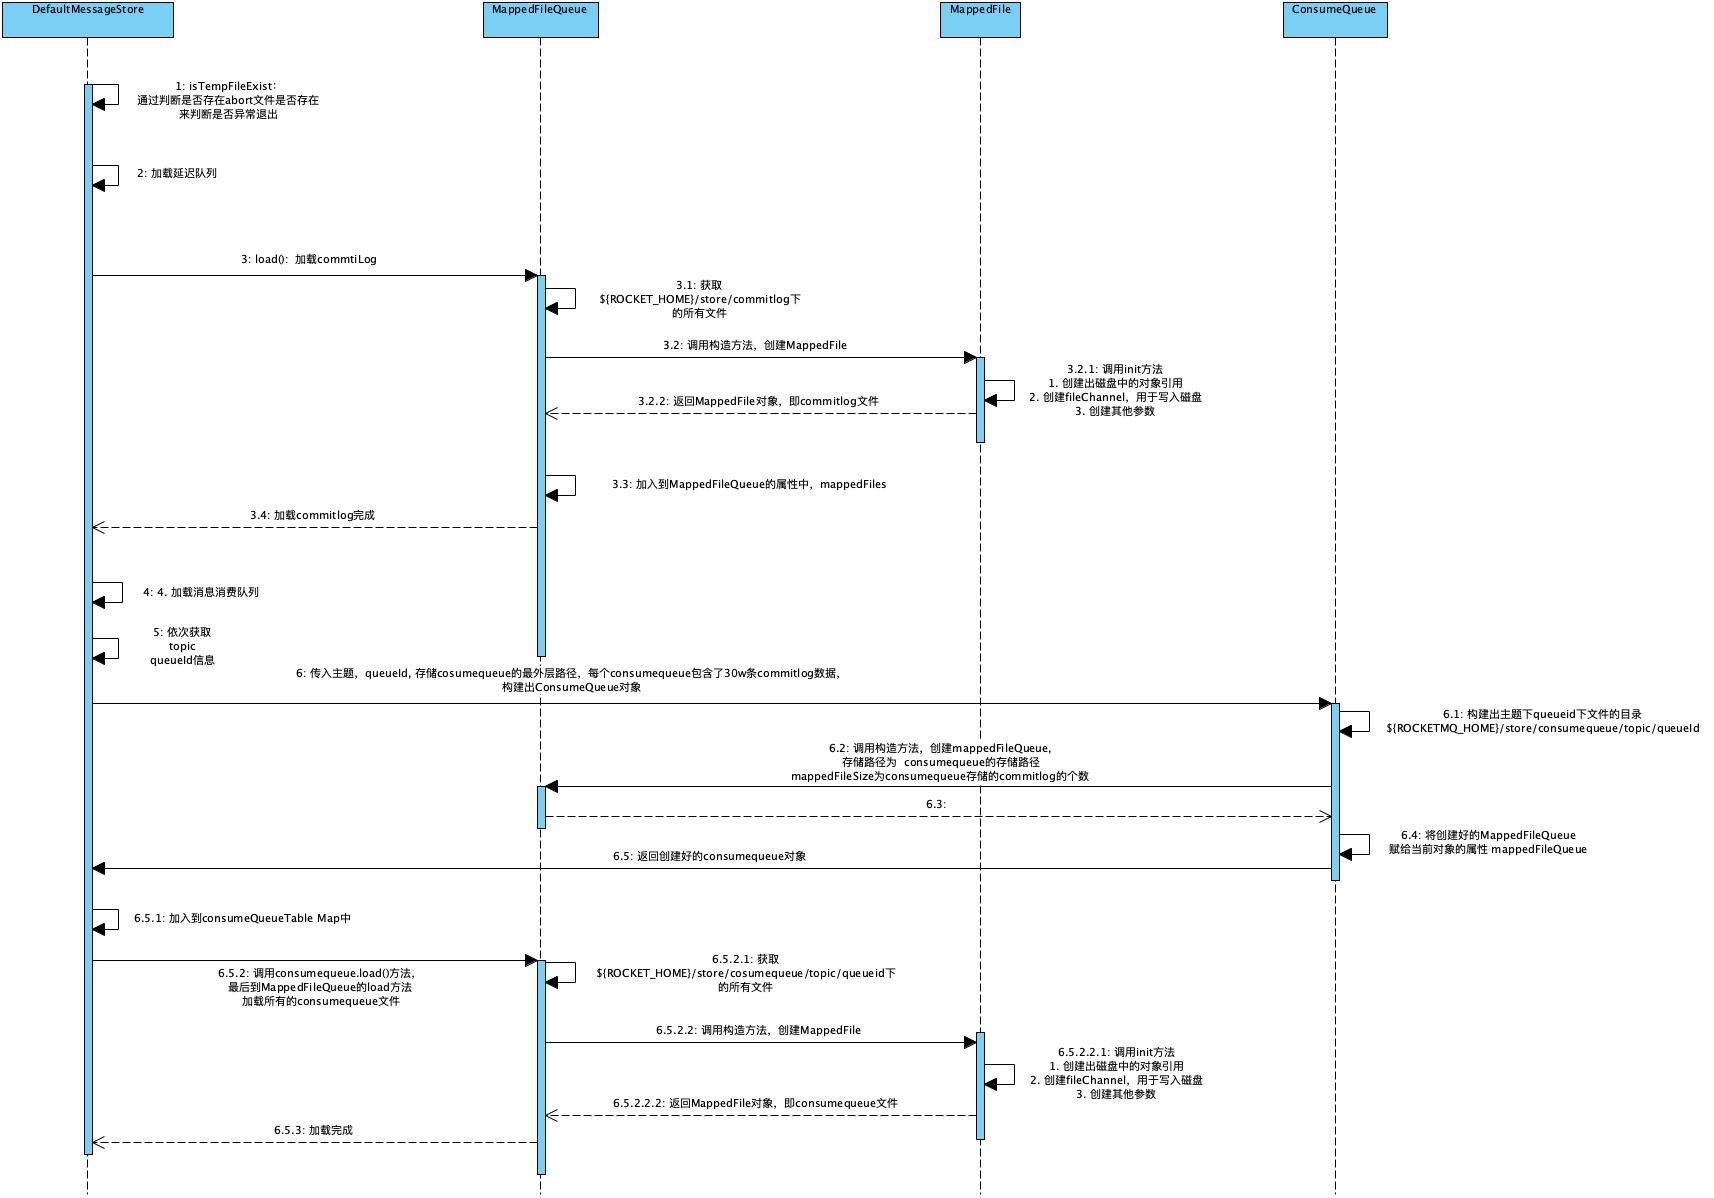 DefaultMessageStore
MappedFileQueue
MappedFile
ConsumeQueue
1: isTempFileExist:
通过判断是否存在abort文件是否存在
来判断是否异常退出
2: 加载延迟队列
3: load()：加载commtiLog
3.1: 获取
${ROCKET_HOME}/store/commitlog下
的所有文件
3.2: 调用构造方法，创建MappedFile
3.2.1: 调用init方法
1. 创建出磁盘中的对象引用
2. 创建fileChannel，用于写入磁盘
3. 创建其他参数
3.2.2: 返回MappedFile对象，即commitlog文件
3.3: 加入到MappedFileQueue的属性中，mappedFiles
3.4: 加载commitlog完成
4: 4. 加载消息消费队列
5: 依次获取
topic
queueId信息
6: 传入主题，queueId, 存储cosumequeue的最外层路径，每个consumequeue包含了30w条commitlog数据，
构建出ConsumeQueue对象
6.1: 构建出主题下queueid下文件的目录
${ROCKETMQ_HOME}/store/consumequeue/topic/queueId
6.2: 调用构造方法，创建mappedFileQueue,
存储路径为 consumequeue的存储路径
mappedFileSize为consumequeue存储的commitlog的个数
6.3:
6.4: 将创建好的MappedFileQueue
赋给当前对象的属性 mappedFileQueue
6.5: 返回创建好的consumequeue对象
6.5.1: 加入到consumeQueueTable Map中
6.5.2: 调用consumequeue.load()方法，
最后到MappedFileQueue的load方法
加载所有的consumequeue文件
6.5.2.1: 获取
${ROCKET_HOME}/store/cosumequeue/topic/queueid下
的所有文件
6.5.2.2: 调用构造方法，创建MappedFile
6.5.2.2.1: 调用init方法
1. 创建出磁盘中的对象引用
2. 创建fileChannel，用于写入磁盘
3. 创建其他参数
6.5.2.2.2: 返回MappedFile对象，即consumequeue文件
6.5.3: 加载完成